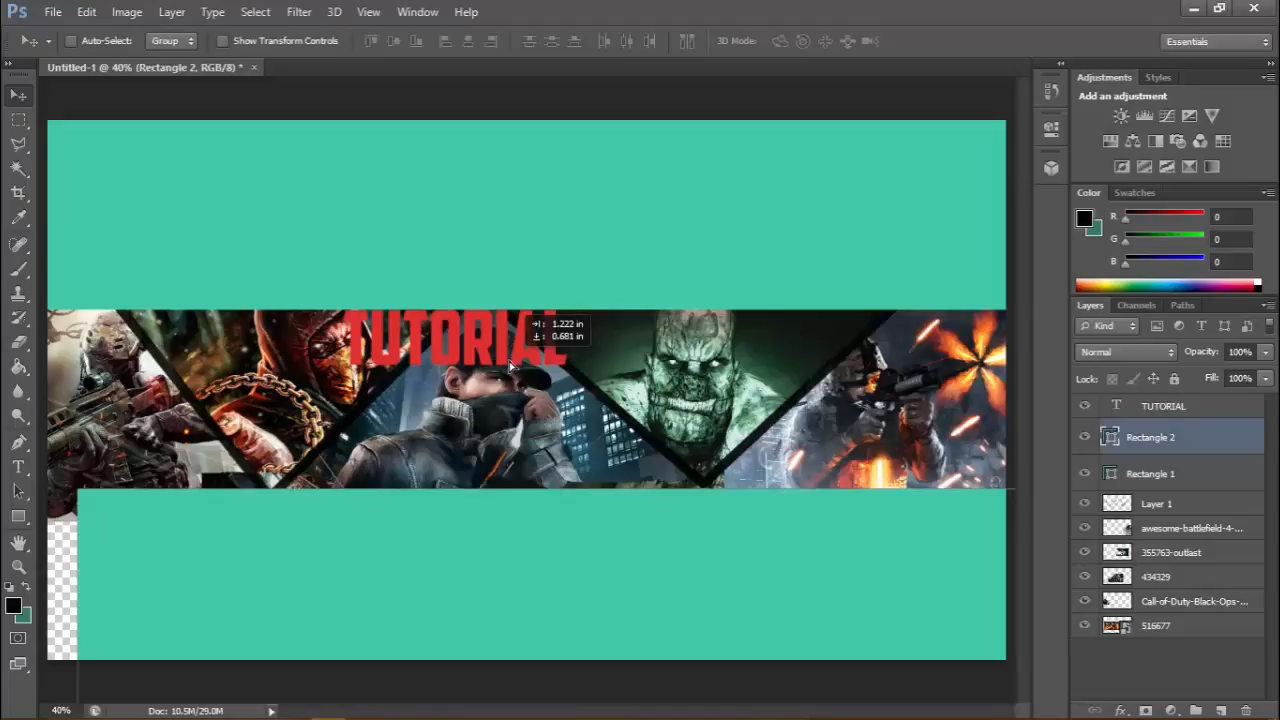 Ps File Edit Image Layer Type Select Filter 3D View Window Help
Auto-Select: Group Show Transform Controls 3D Mode: Essentials
Untitled-1 @ 40% (Rectangle 2, RGB/8) * ×
Adjustments Styles
Add an adjustment
Color Swatches
R 0
G 0
B 0
TUTORIAL
1.222 in
0.681 in
Layers Channels Paths
Kind
Normal Opacity: 100%
Lock: Fill: 100%
T TUTORIAL
Rectangle 2
Rectangle 1
Layer 1
awesome-battlefield-4-...
355763-outlast
434329
Call-of-Duty-Black-Ops-...
516677
40% Doc: 10.5M/29.0M